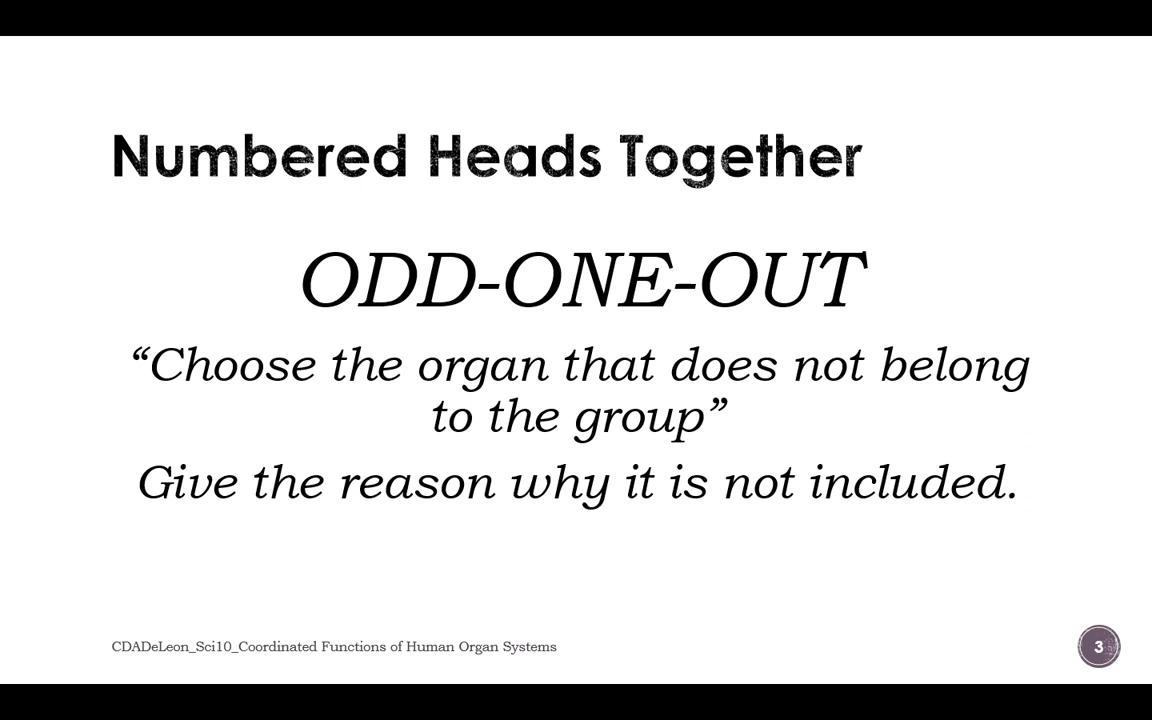 Numbered Heads Together
ODD-ONE-OUT
“Choose the organ that does not belong
to the group”
Give the reason why it is not included.
CDADeLeon_Sci10_Coordinated Functions of Human Organ Systems
3